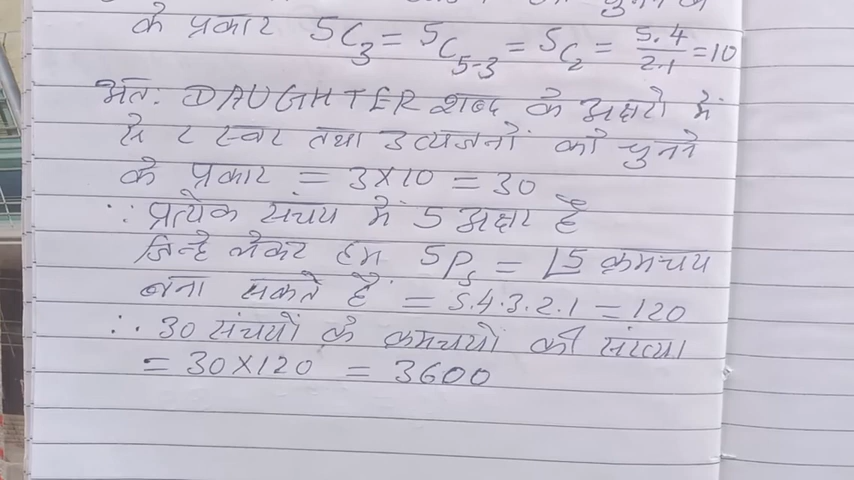 के प्रकार 5C₃ = 5C₅₋₃ = 5C₂ = 5.4/2.1 = 10
अतः DAUGHTER शब्द के अक्षरों में
से 2 स्वर तथा 3 व्यंजनों को चुनने
के प्रकार = 3×10 = 30
∵ प्रत्येक संचय में 5 अक्षर है
जिन्हे लेकर हम 5P₅ = ⌊5 क्रमचय
बना सकते है. = 5.4.3.2.1 = 120
∴ 30 संचयों के क्रमचयों की संख्या
= 30×120 = 3600